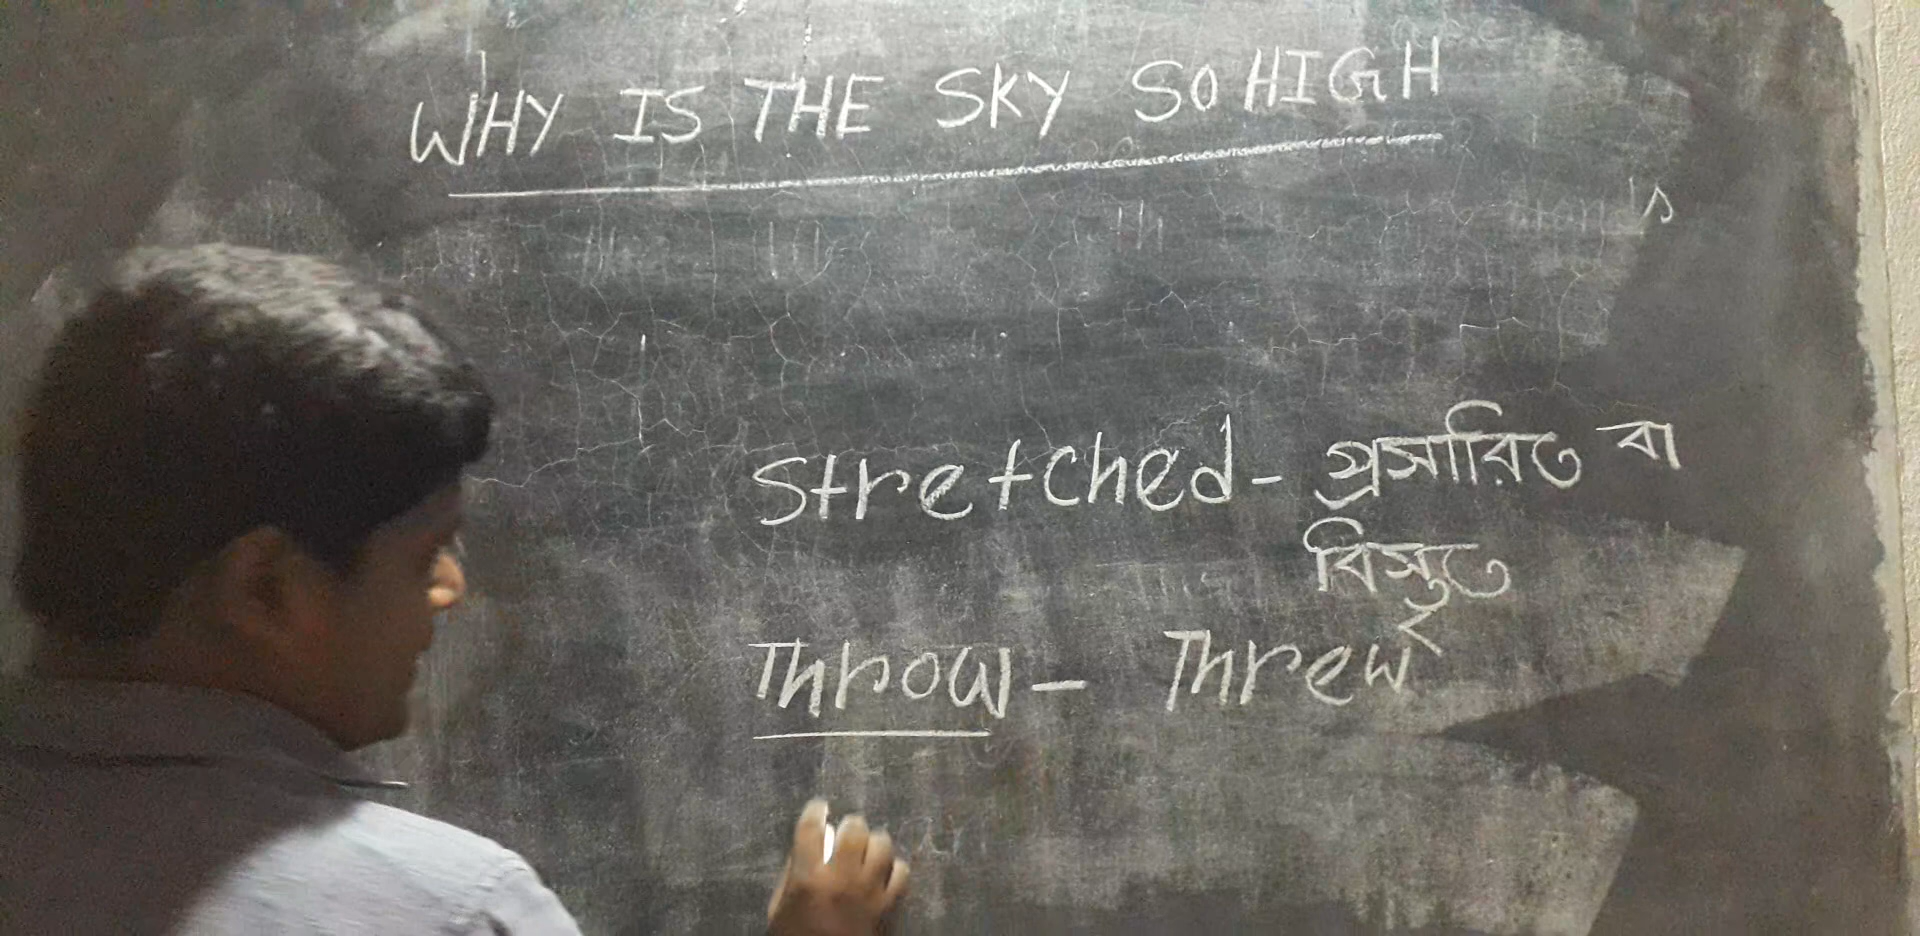 WHY IS THE SKY SO HIGH
Stretched - প্রসারিত বা
বিস্তৃত
Throw - Threw